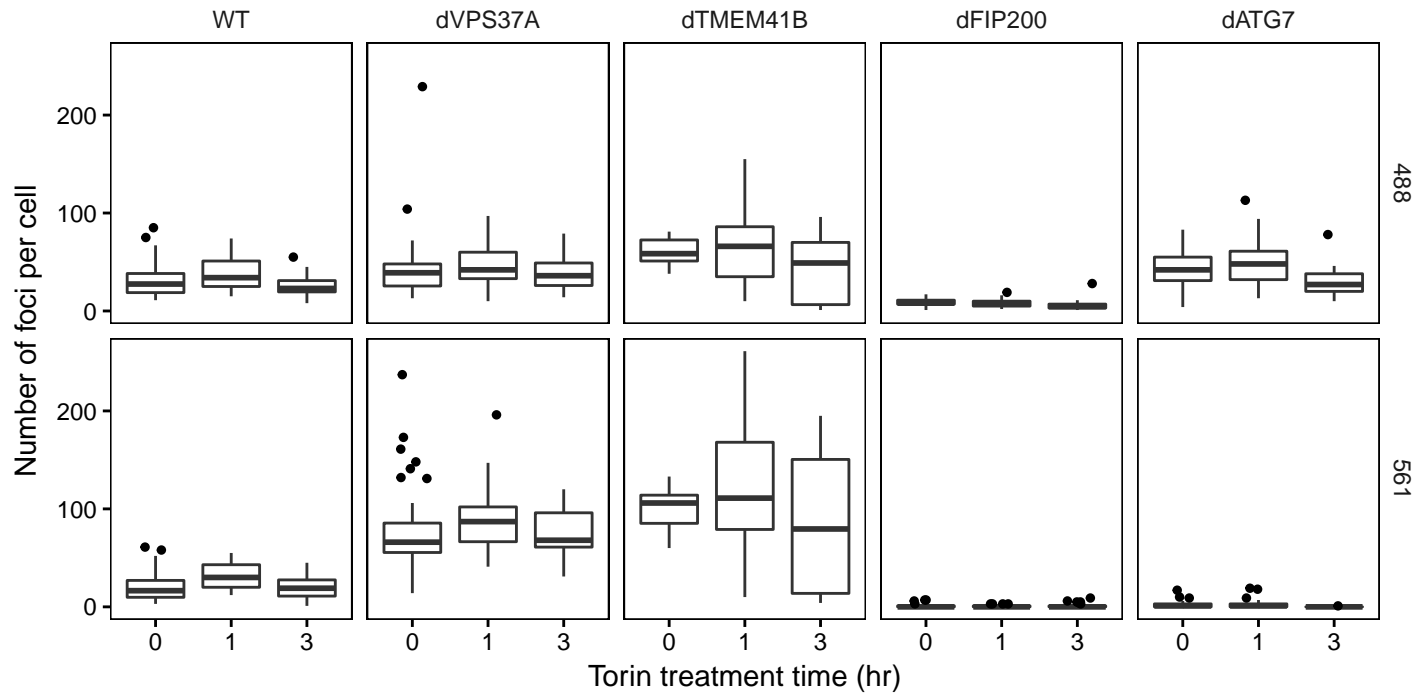 WT dVPS37A dTMEM41B dFIP200 dATG7
Number of foci per cell
200
100
0
488
200
100
0
561
0 1 3 0 1 3 0 1 3 0 1 3 0 1 3
Torin treatment time (hr)